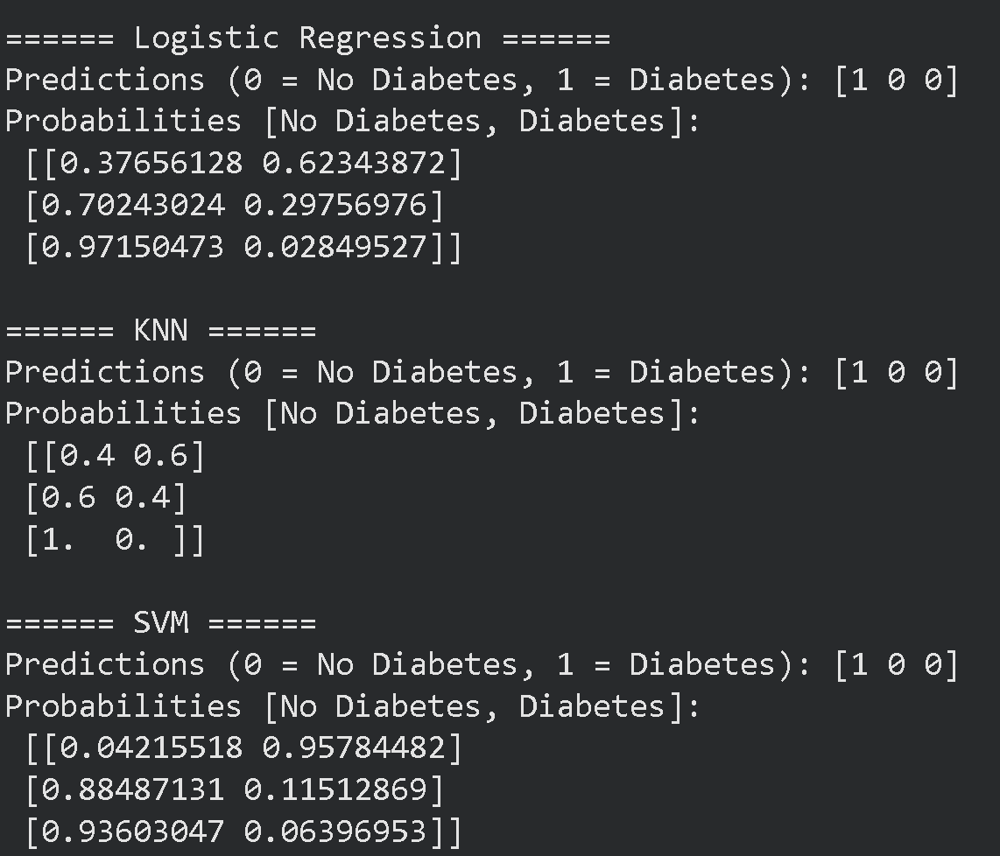 ====== Logistic Regression ======
Predictions (0 = No Diabetes, 1 = Diabetes): [1 0 0]
Probabilities [No Diabetes, Diabetes]:
 [[0.37656128 0.62343872]
 [0.70243024 0.29756976]
 [0.97150473 0.02849527]]

====== KNN ======
Predictions (0 = No Diabetes, 1 = Diabetes): [1 0 0]
Probabilities [No Diabetes, Diabetes]:
 [[0.4 0.6]
 [0.6 0.4]
 [1.  0. ]]

====== SVM ======
Predictions (0 = No Diabetes, 1 = Diabetes): [1 0 0]
Probabilities [No Diabetes, Diabetes]:
 [[0.04215518 0.95784482]
 [0.88487131 0.11512869]
 [0.93603047 0.06396953]]